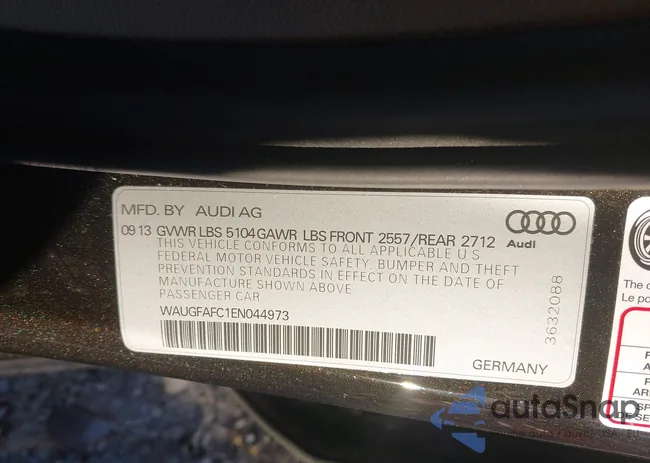 MFD. BY AUDI AG
09 13 GVWR LBS 5104 GAWR LBS FRONT 2557/REAR 2712
THIS VEHICLE CONFORMS TO ALL APPLICABLE U S
FEDERAL MOTOR VEHICLE SAFETY, BUMPER AND THEFT
PREVENTION STANDARDS IN EFFECT ON THE DATE OF
MANUFACTURE SHOWN ABOVE
PASSENGER CAR
WAUGFAFC1EN044973
Audi
3632088
GERMANY
The
Le
autoSnap